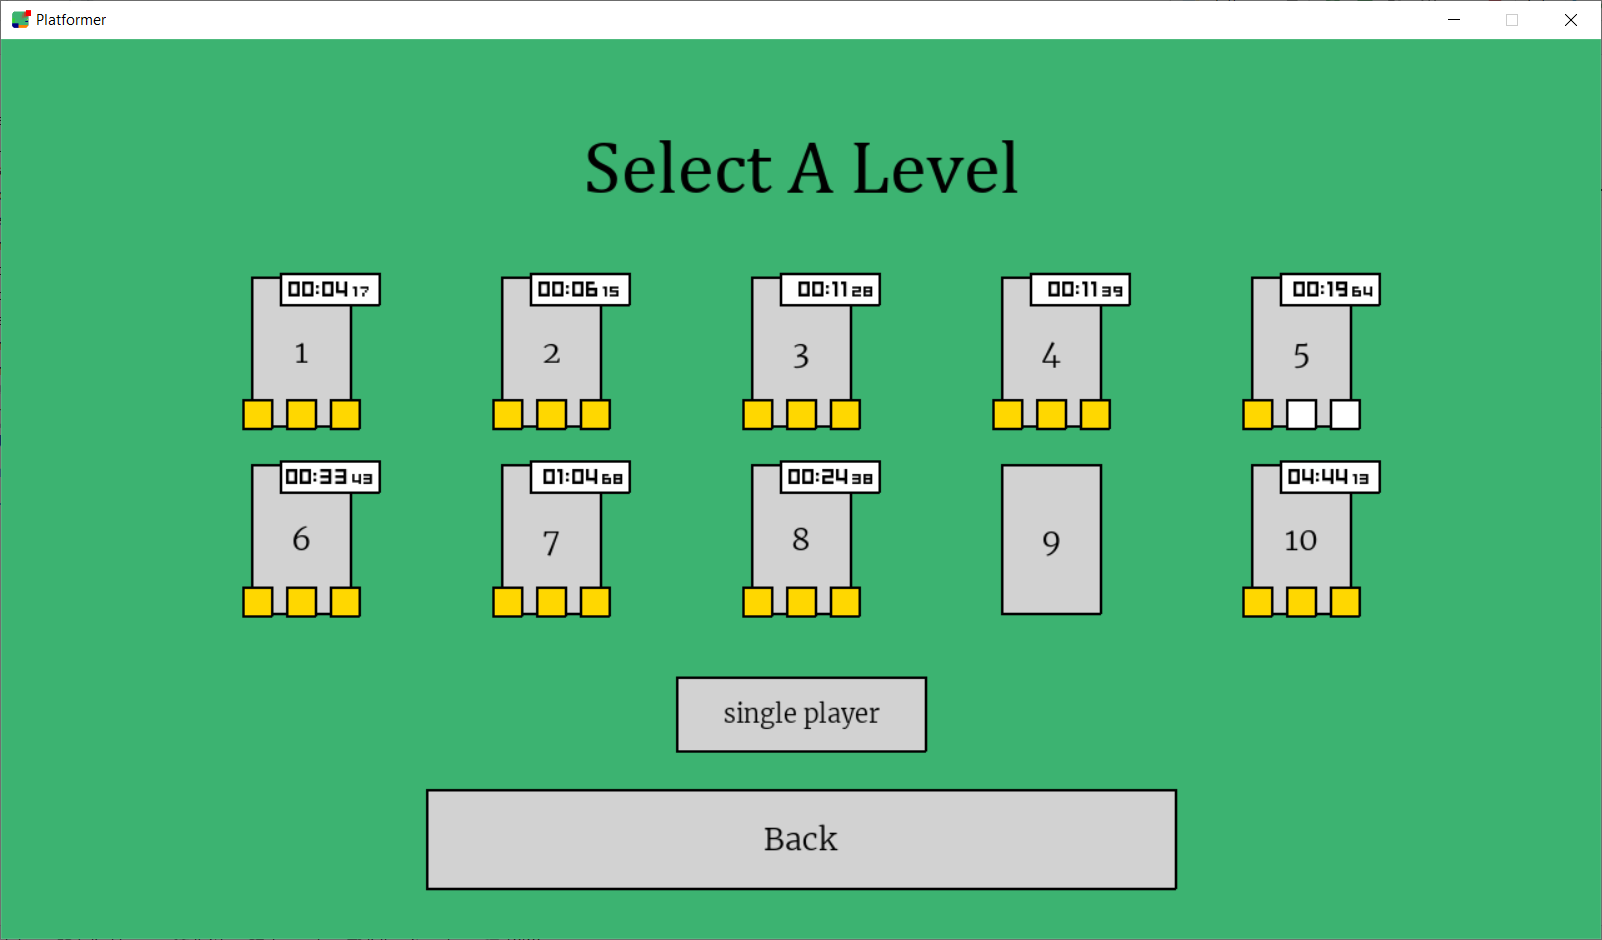 Platformer
Select A Level
00:04 17 00:06 15 00:11 28 00:11 39 00:19 64
1 2 3 4 5
00:33 43 01:04 68 00:24 38 04:44 13
6 7 8 9 10
single player
Back